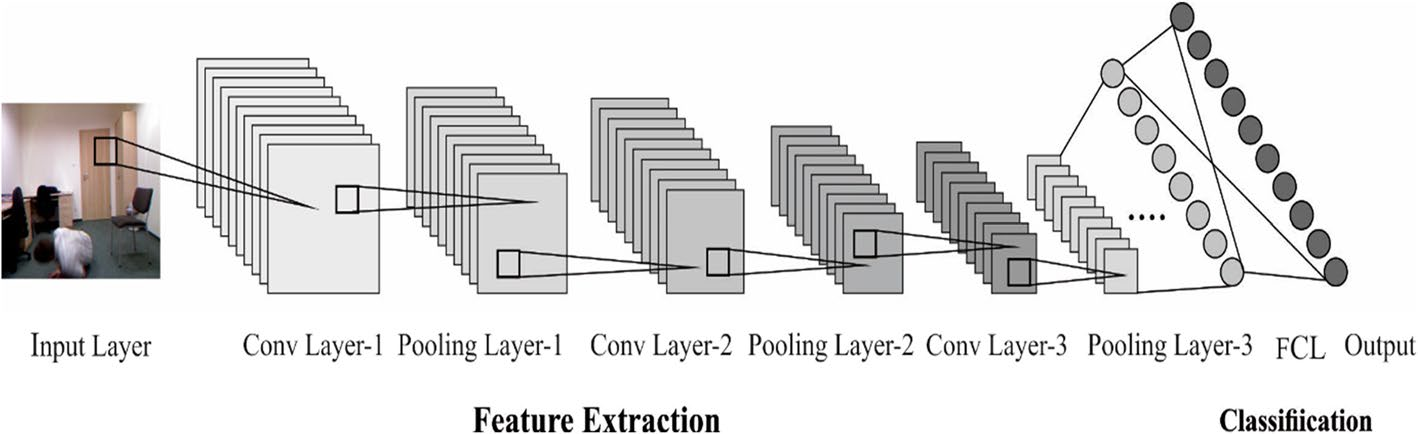 Input Layer Conv Layer-1 Pooling Layer-1 Conv Layer-2 Pooling Layer-2 Conv Layer-3 Pooling Layer-3 FCL Output
Feature Extraction Classifiication